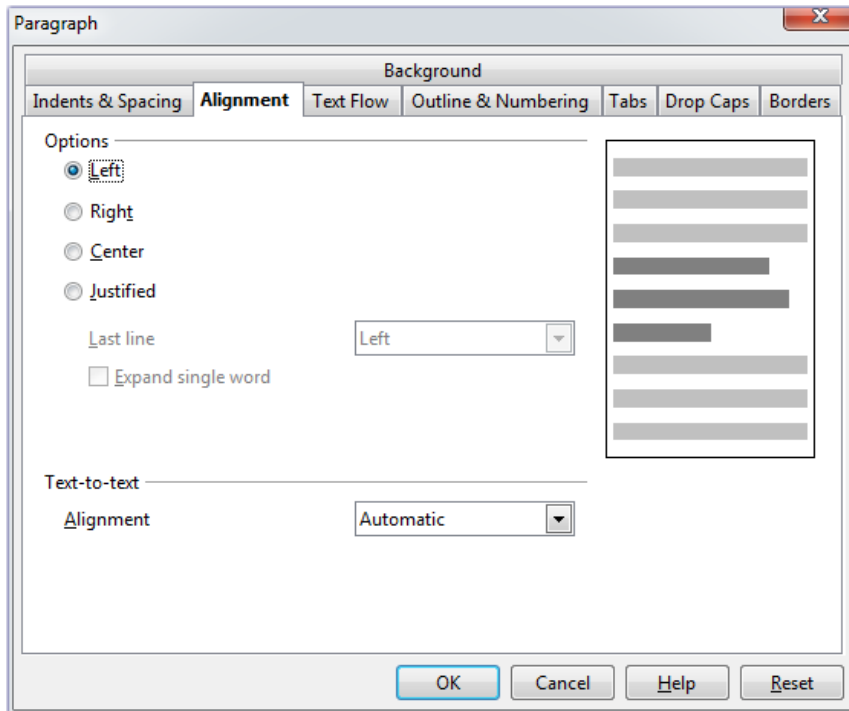 Paragraph
Background
Indents & Spacing Alignment Text Flow Outline & Numbering Tabs Drop Caps Borders
Options
Left
Right
Center
Justified
Last line Left
Expand single word
Text-to-text
Alignment Automatic
OK Cancel Help Reset